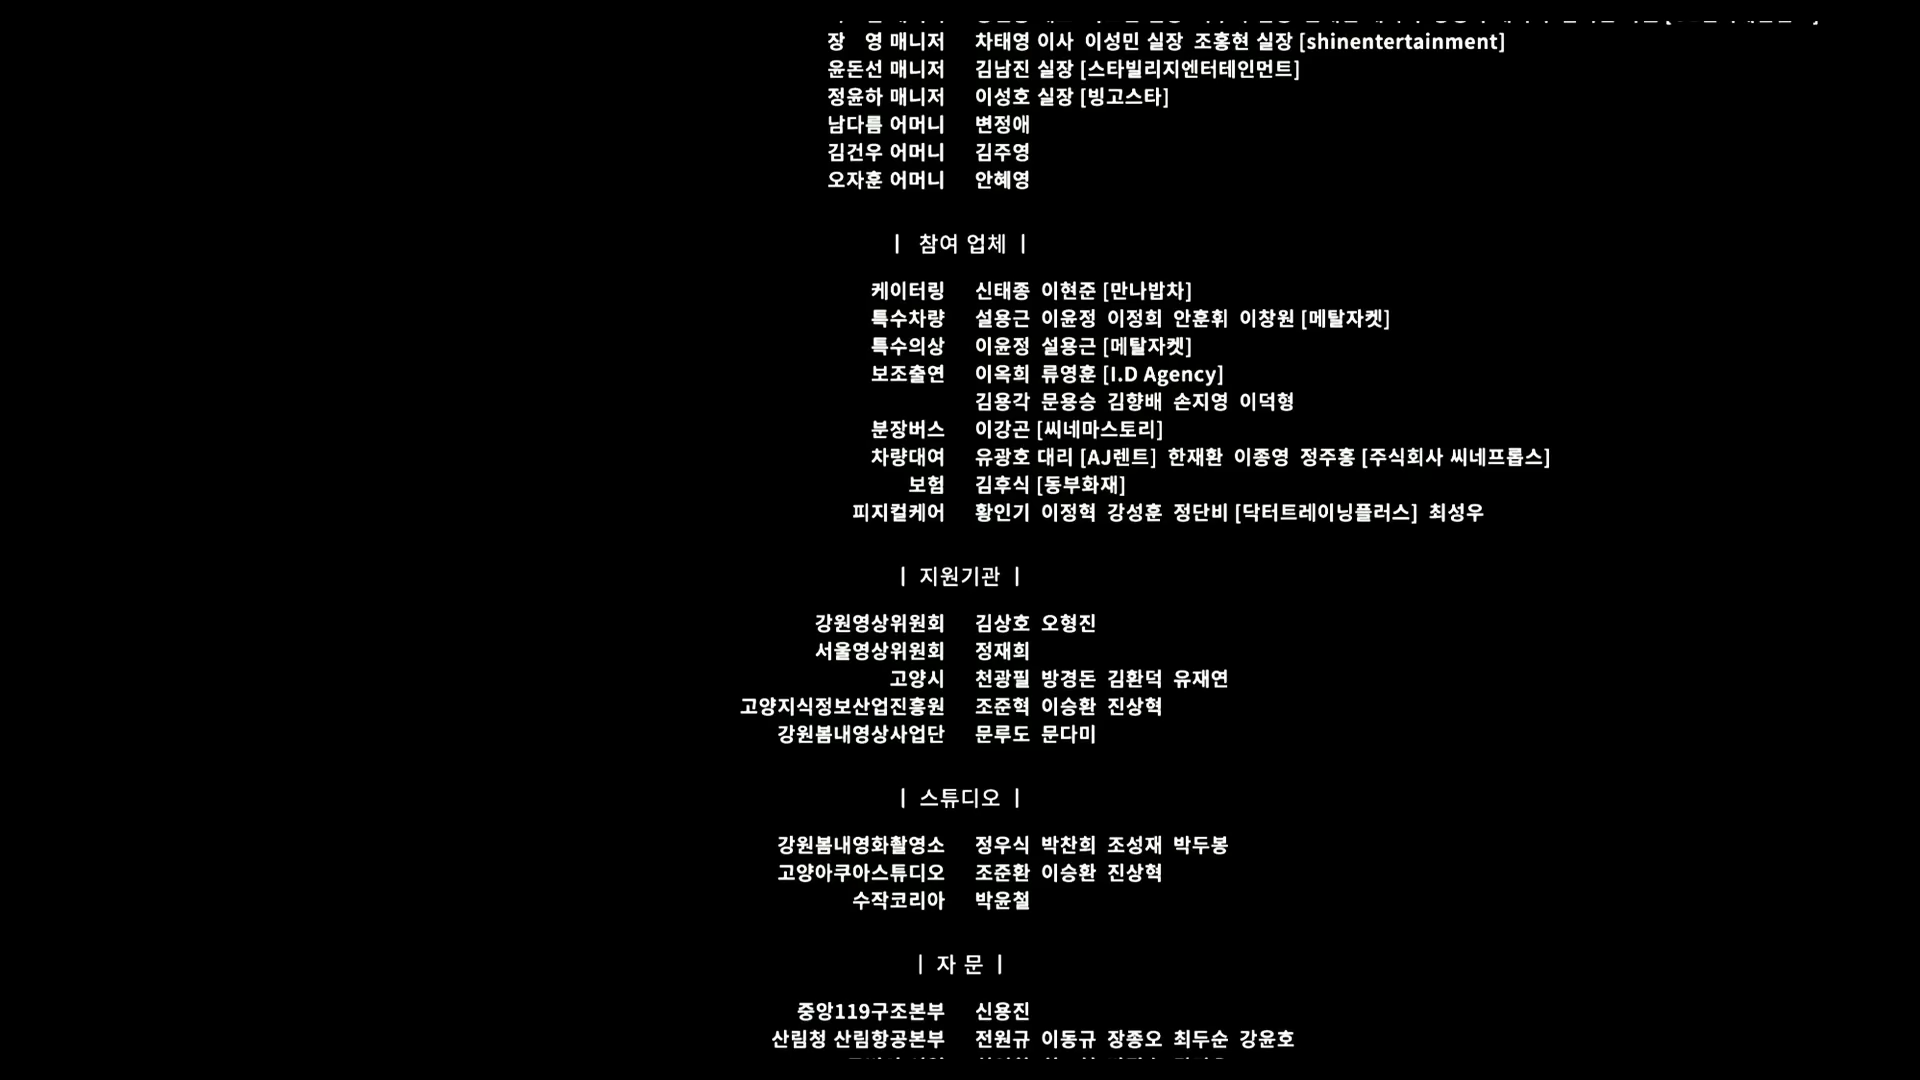 장 영 매니저 차태영 이사 이성민 실장 조홍현 실장 [shinentertainment]
윤돈선 매니저 김남진 실장 [스타빌리지엔터테인먼트]
정윤하 매니저 이성호 실장 [빙고스타]
남다름 어머니 변정애
김건우 어머니 김주영
오자훈 어머니 안혜영
| 참여 업체 |
케이터링 신태종 이현준 [만나밥차]
특수차량 설용근 이윤정 이정희 안훈휘 이창원 [메탈자켓]
특수의상 이윤정 설용근 [메탈자켓]
보조출연 이옥희 류영훈 [I.D Agency]
김용각 문용승 김향배 손지영 이덕형
분장버스 이강곤 [씨네마스토리]
차량대여 유광호 대리 [AJ렌트] 한재환 이종영 정주홍 [주식회사 씨네프롭스]
보험 김후식 [동부화재]
피지컬케어 황인기 이정혁 강성훈 정단비 [닥터트레이닝플러스] 최성우
| 지원기관 |
강원영상위원회 김상호 오형진
서울영상위원회 정재희
고양시 천광필 방경돈 김환덕 유재연
고양지식정보산업진흥원 조준혁 이승환 진상혁
강원봄내영상사업단 문루도 문다미
| 스튜디오 |
강원봄내영화촬영소 정우식 박찬희 조성재 박두봉
고양아쿠아스튜디오 조준환 이승환 진상혁
수작코리아 박윤철
| 자 문 |
중앙119구조본부 신용진
산림청 산림항공본부 전원규 이동규 장종오 최두순 강윤호